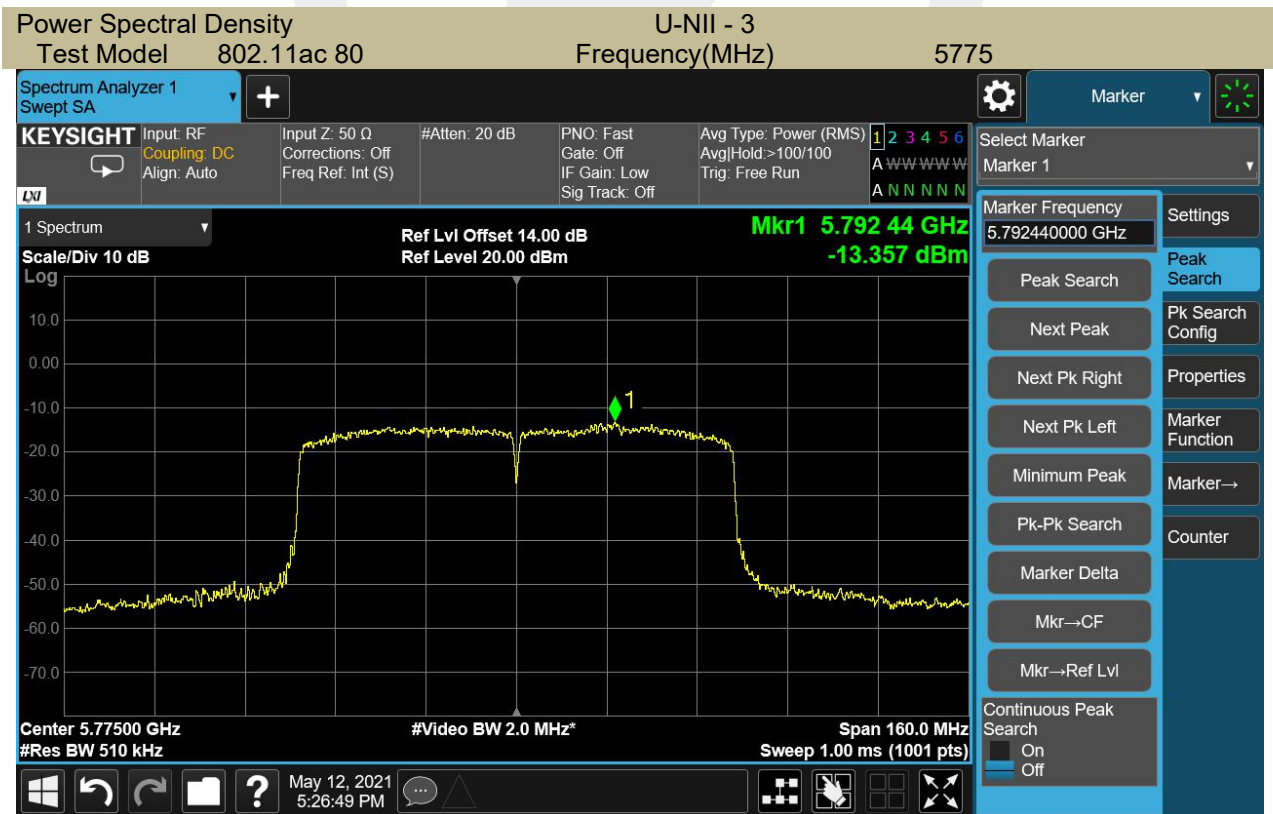 Power Spectral Density U-NII - 3
Test Model 802.11ac 80 Frequency(MHz) 5775
Spectrum Analyzer 1
Swept SA
+
Marker
KEYSIGHT
LXI
Input: RF
Coupling: DC
Align: Auto
Input Z: 50 Ω
Corrections: Off
Freq Ref: Int (S)
#Atten: 20 dB
PNO: Fast
Gate: Off
IF Gain: Low
Sig Track: Off
Avg Type: Power (RMS)
Avg|Hold:>100/100
Trig: Free Run
1 2 3 4 5 6
A W W W W W
A N N N N N
Select Marker
Marker 1
1 Spectrum
Scale/Div 10 dB
Log
Ref Lvl Offset 14.00 dB
Ref Level 20.00 dBm
Mkr1 5.792 44 GHz
-13.357 dBm
10.0
0.00
-10.0
-20.0
-30.0
-40.0
-50.0
-60.0
-70.0
1
Center 5.77500 GHz
#Res BW 510 kHz
#Video BW 2.0 MHz*
Span 160.0 MHz
Sweep 1.00 ms (1001 pts)
Marker Frequency
5.792440000 GHz
Peak Search
Next Peak
Next Pk Right
Next Pk Left
Minimum Peak
Pk-Pk Search
Marker Delta
Mkr→CF
Mkr→Ref Lvl
Continuous Peak
Search
On
Off
Settings
Peak
Search
Pk Search
Config
Properties
Marker
Function
Marker→
Counter
?
May 12, 2021
5:26:49 PM